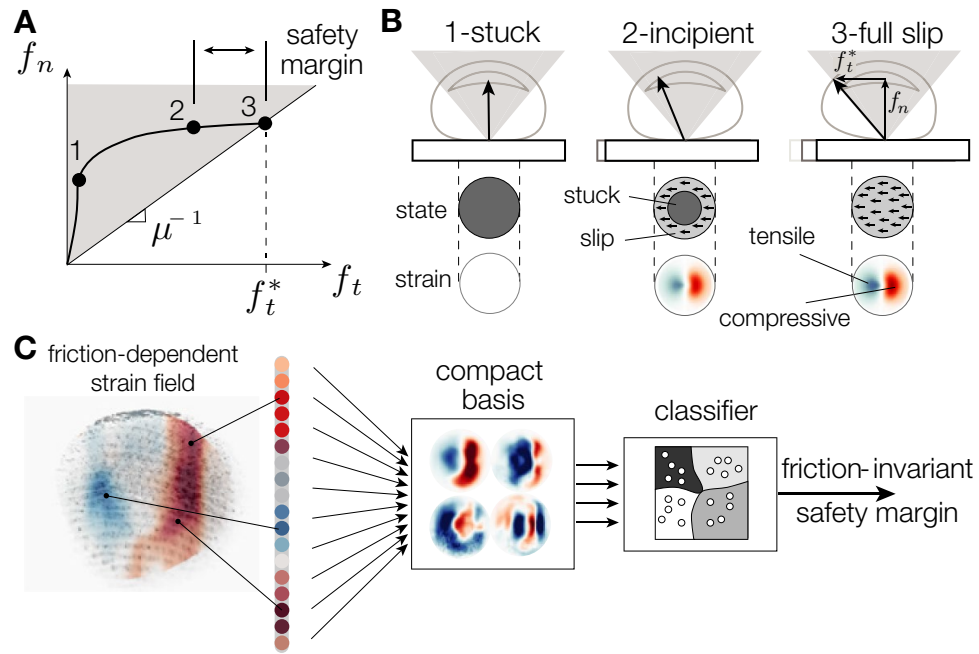 A
f_n
safety
margin
1
2
3
μ^{-1}
f_t^*
f_t
B
1-stuck
2-incipient
3-full slip
f_t^*
f_n
state
stuck
slip
tensile
strain
compressive
C
friction-dependent
strain field
compact
basis
classifier
friction-invariant
safety margin